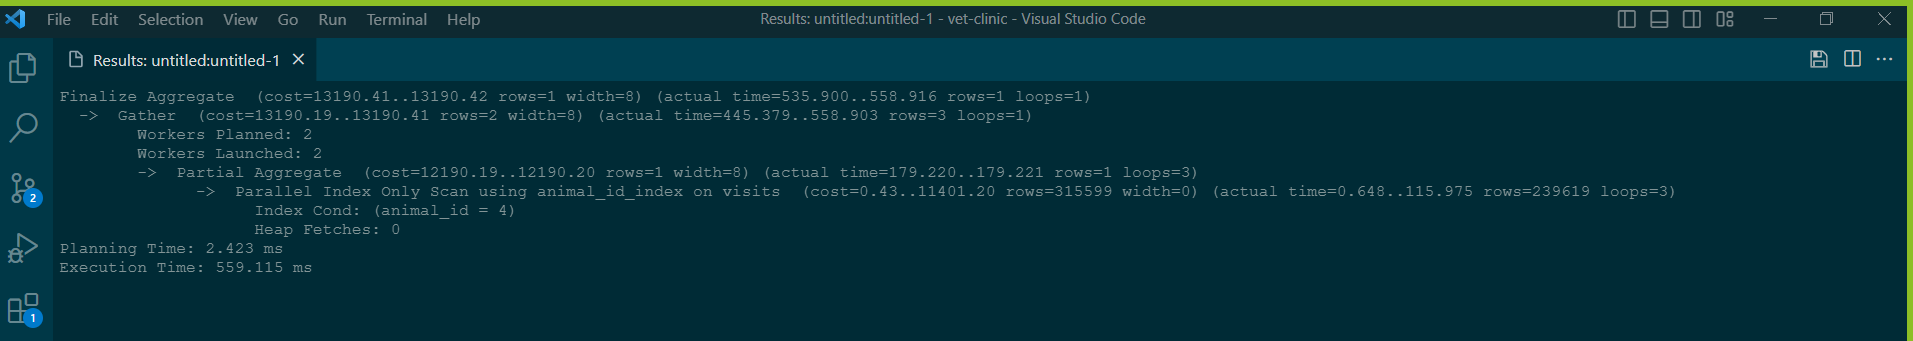 File Edit Selection View Go Run Terminal Help Results: untitled:untitled-1 - vet-clinic - Visual Studio Code
Results: untitled:untitled-1
Finalize Aggregate  (cost=13190.41..13190.42 rows=1 width=8) (actual time=535.900..558.916 rows=1 loops=1)
  ->  Gather  (cost=13190.19..13190.41 rows=2 width=8) (actual time=445.379..558.903 rows=3 loops=1)
        Workers Planned: 2
        Workers Launched: 2
        ->  Partial Aggregate  (cost=12190.19..12190.20 rows=1 width=8) (actual time=179.220..179.221 rows=1 loops=3)
              ->  Parallel Index Only Scan using animal_id_index on visits  (cost=0.43..11401.20 rows=315599 width=0) (actual time=0.648..115.975 rows=239619 loops=3)
                    Index Cond: (animal_id = 4)
                    Heap Fetches: 0
Planning Time: 2.423 ms
Execution Time: 559.115 ms
2
1